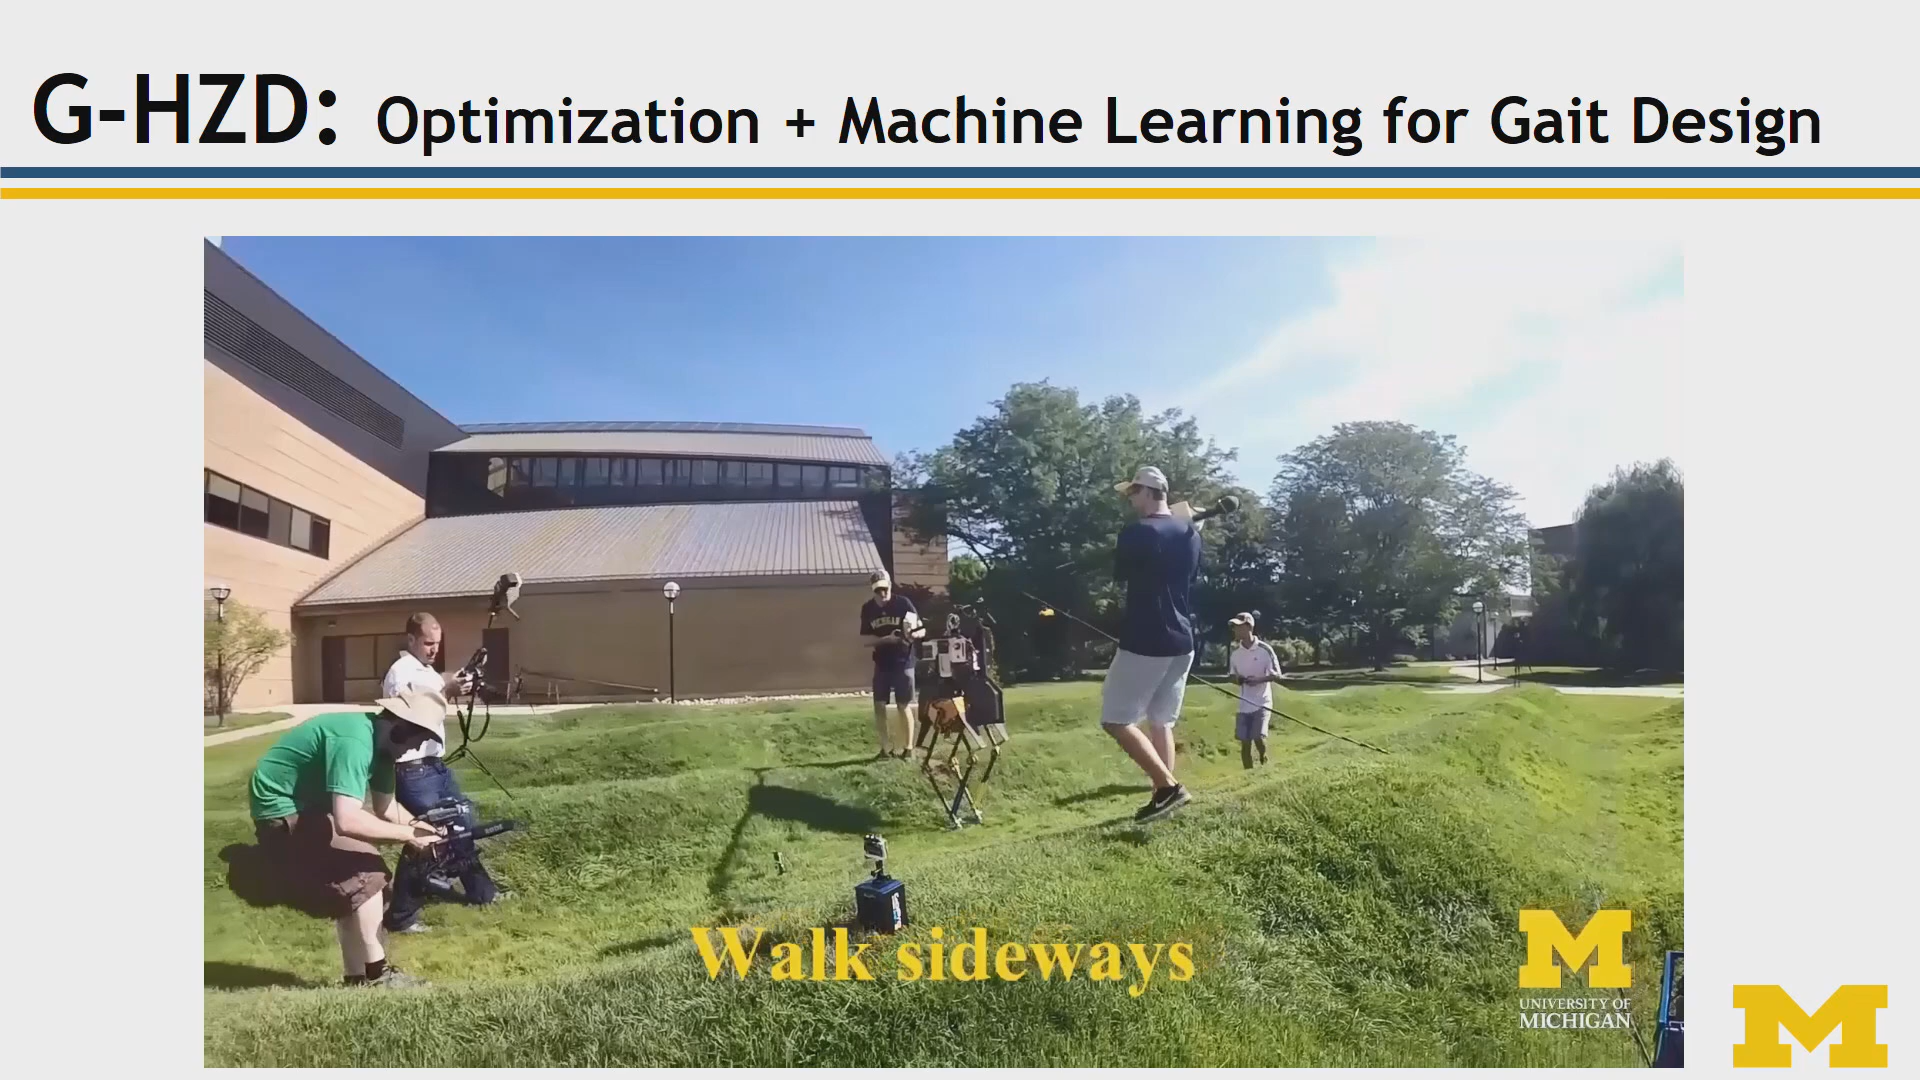 G-HZD: Optimization + Machine Learning for Gait Design
Walk sideways
M
UNIVERSITY OF
MICHIGAN
M